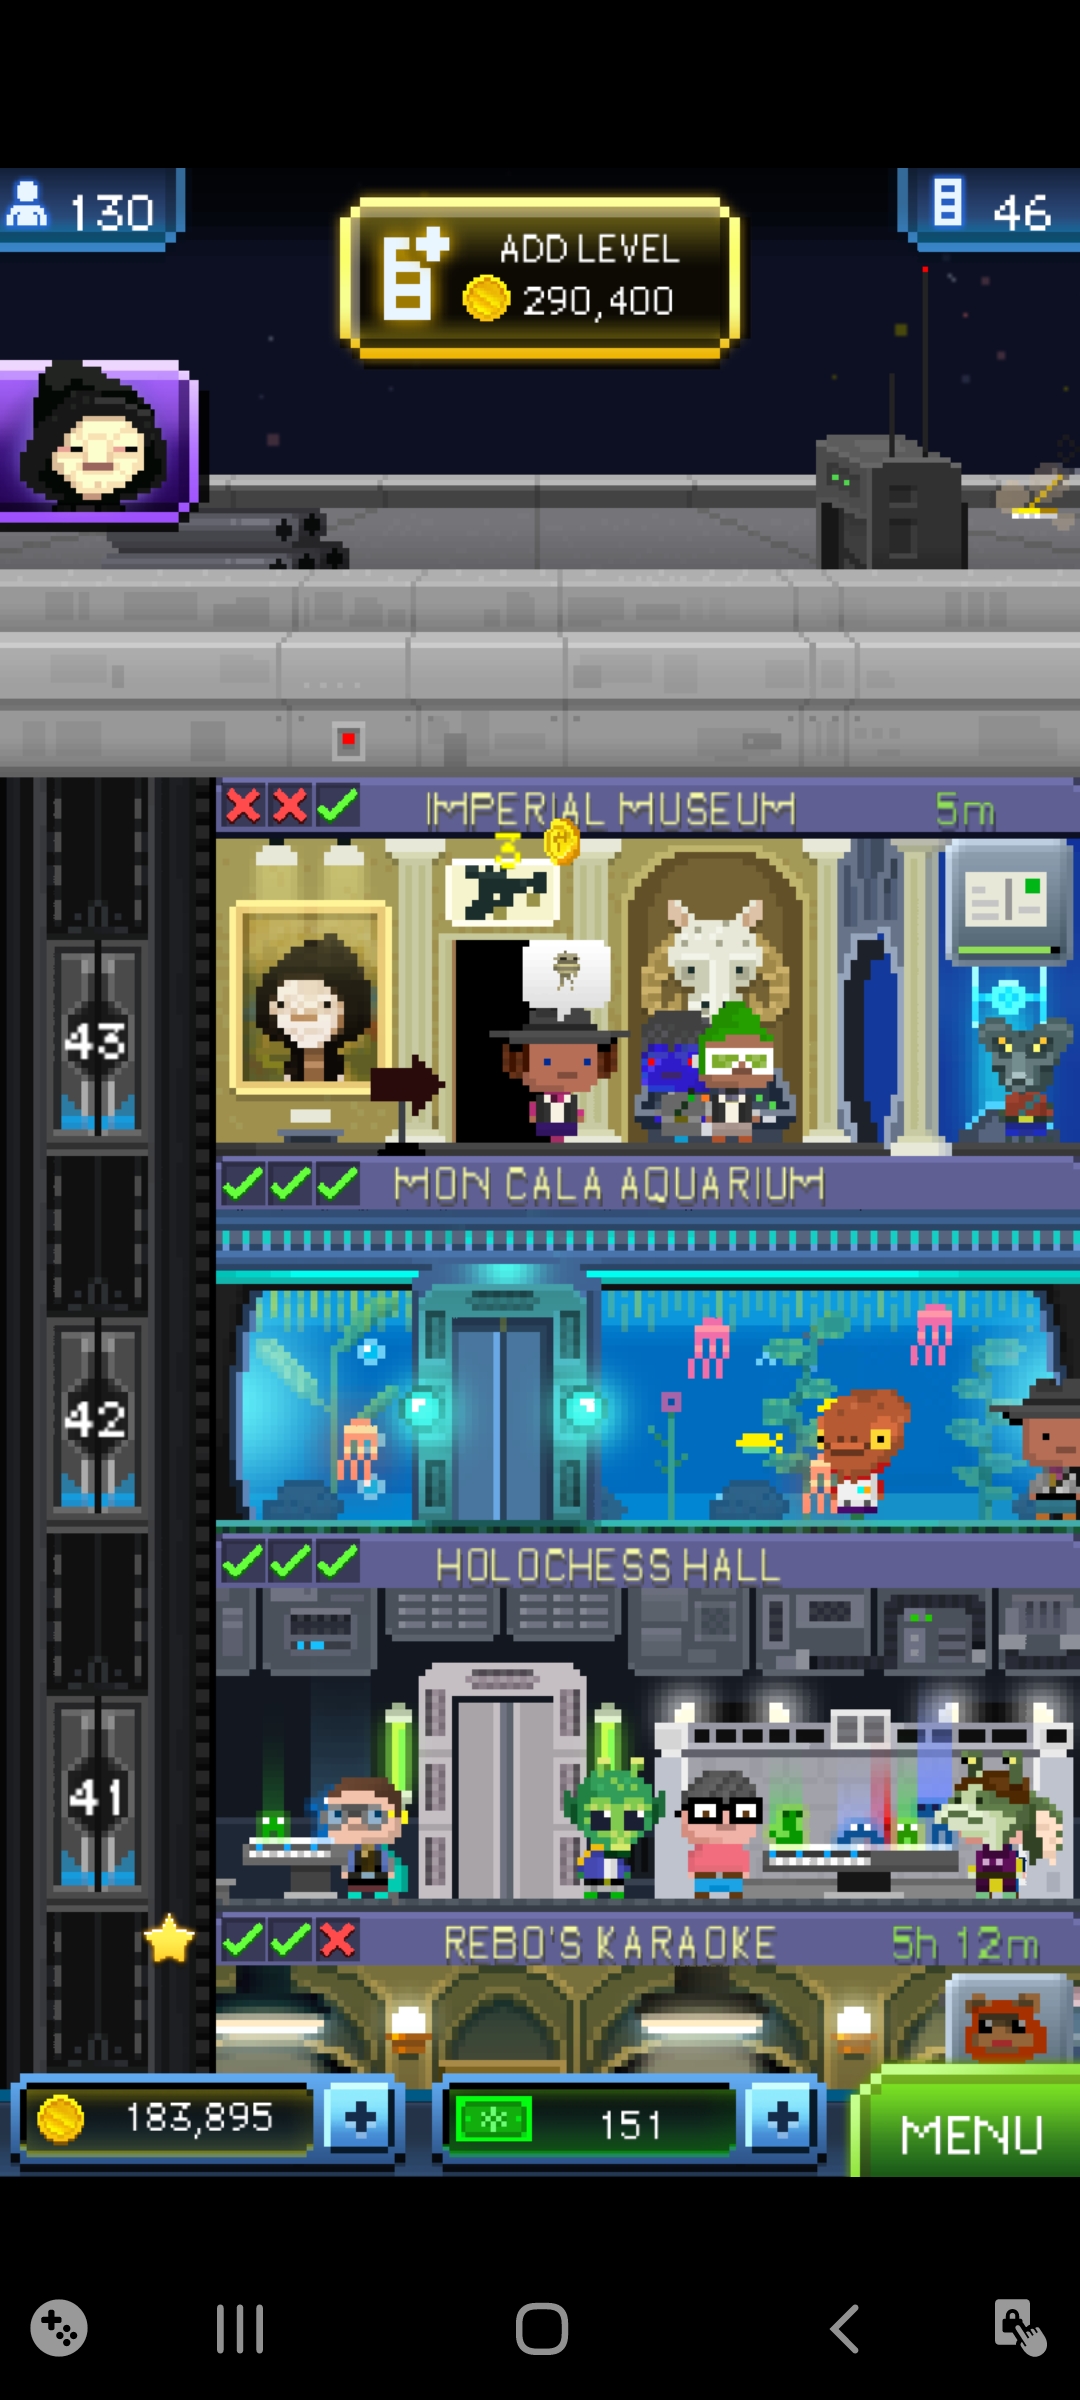 130
ADD LEVEL
290,400
46
IMPERIAL MUSEUM
5m
3
43
MON CALA AQUARIUM
42
HOLOCHESS HALL
41
REBO'S KARAOKE
5h 12m
183,895
151
MENU